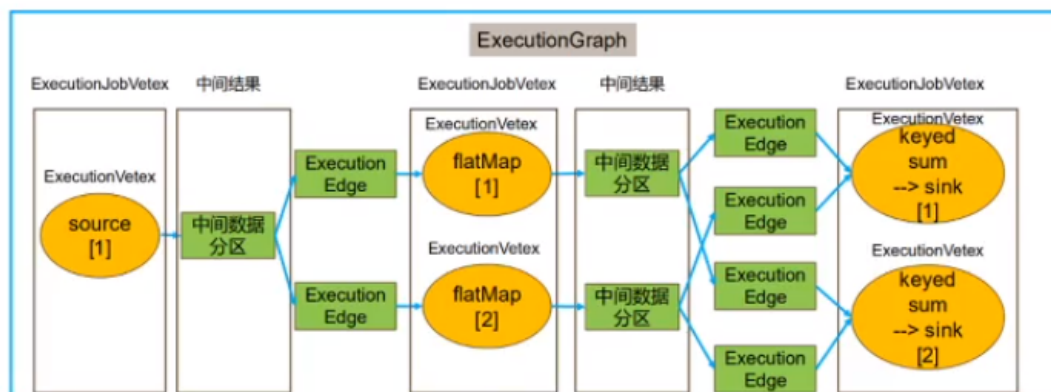 ExecutionGraph
ExecutionJobVetex
中间结果
ExecutionJobVetex
中间结果
ExecutionJobVetex
ExecutionVetex
source
[1]
中间数据
分区
Execution
Edge
Execution
Edge
ExecutionVetex
flatMap
[1]
ExecutionVetex
flatMap
[2]
中间数据
分区
中间数据
分区
Execution
Edge
Execution
Edge
Execution
Edge
Execution
Edge
ExecutionVetex
keyed
sum
--> sink
[1]
ExecutionVetex
keyed
sum
--> sink
[2]